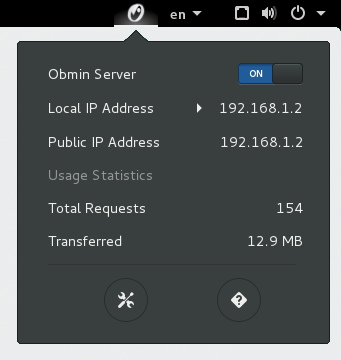 en
Obmin Server ON
Local IP Address 192.168.1.2
Public IP Address 192.168.1.2
Usage Statistics
Total Requests 154
Transferred 12.9 MB